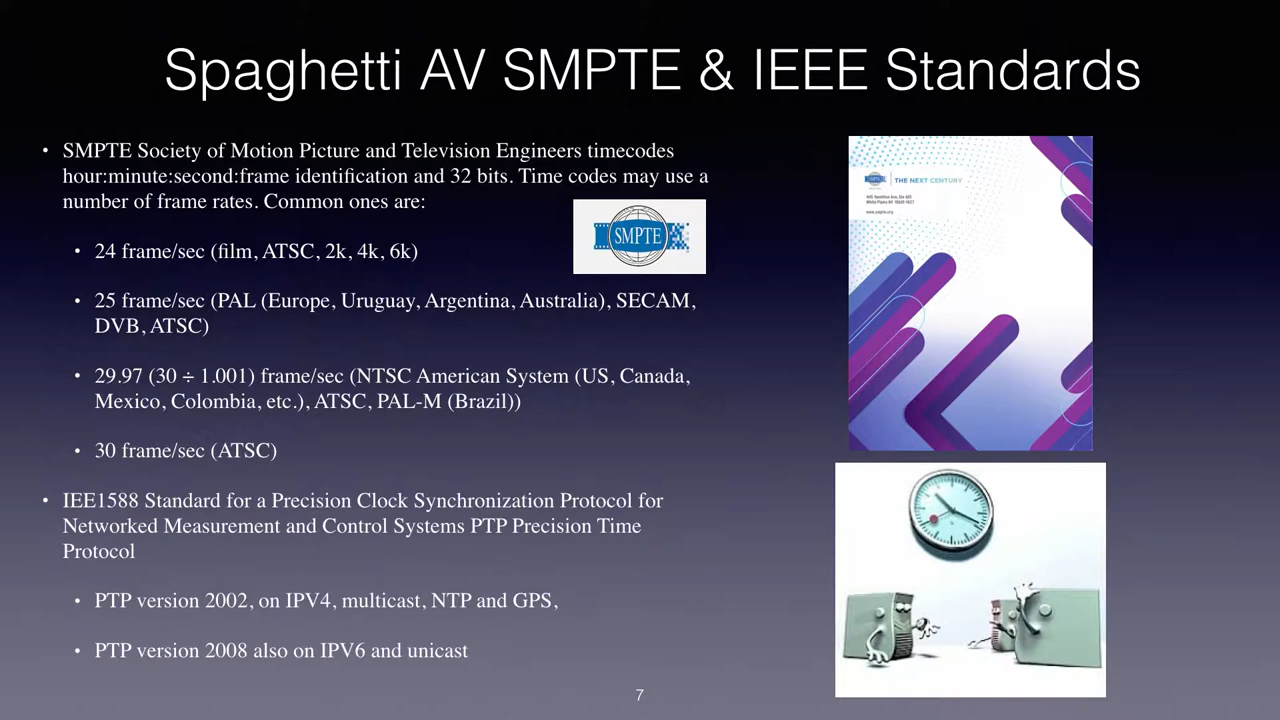 Spaghetti AV SMPTE & IEEE Standards
• SMPTE Society of Motion Picture and Television Engineers timecodes
hour:minute:second:frame identification and 32 bits. Time codes may use a
number of frame rates. Common ones are:
• 24 frame/sec (film, ATSC, 2k, 4k, 6k)
• 25 frame/sec (PAL (Europe, Uruguay, Argentina, Australia), SECAM,
DVB, ATSC)
• 29.97 (30 ÷ 1.001) frame/sec (NTSC American System (US, Canada,
Mexico, Colombia, etc.), ATSC, PAL-M (Brazil))
• 30 frame/sec (ATSC)
• IEE1588 Standard for a Precision Clock Synchronization Protocol for
Networked Measurement and Control Systems PTP Precision Time
Protocol
• PTP version 2002, on IPV4, multicast, NTP and GPS,
• PTP version 2008 also on IPV6 and unicast
SMPTE
THE NEXT CENTURY
www.smpte.org
7